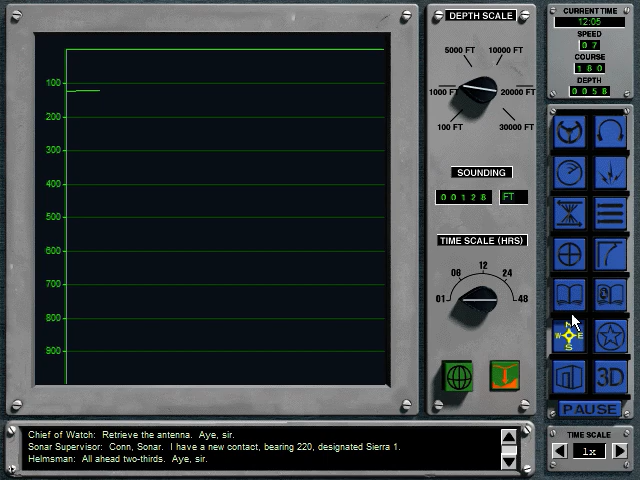 DEPTH SCALE
5000 FT 10000 FT
1000 FT 20000 FT
100 FT 30000 FT
SOUNDING
00128 FT
TIME SCALE (HRS)
12
06 24
01 48
100
200
300
400
500
600
700
800
900
CURRENT TIME
12:05
SPEED
07
COURSE
180
DEPTH
0058
N
W E
S
3D
PAUSE
TIME SCALE
1x
Chief of Watch: Retrieve the antenna. Aye, sir.
Sonar Supervisor: Conn, Sonar. I have a new contact, bearing 220, designated Sierra 1.
Helmsman: All ahead two-thirds. Aye, sir.